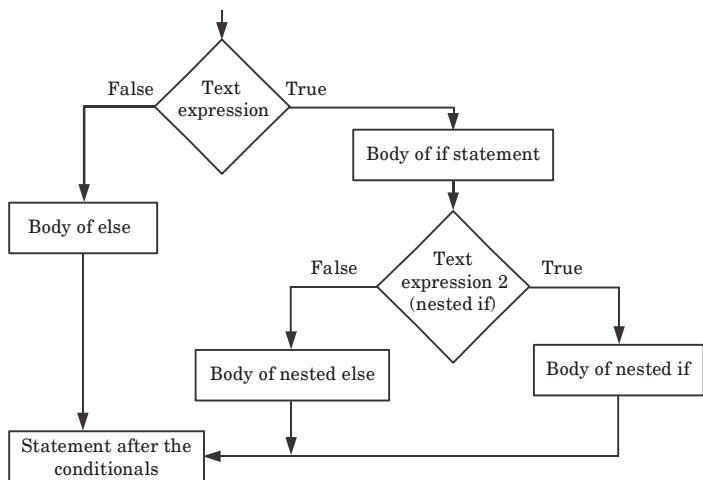 False
Text
expression
True
Body of if statement
Body of else
False
Text
expression 2
(nested if)
True
Body of nested else
Body of nested if
Statement after the
conditionals